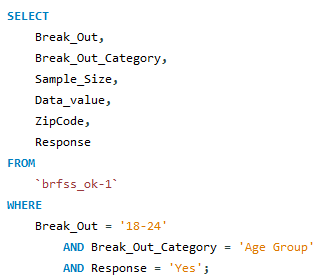 SELECT
    Break_Out,
    Break_Out_Category,
    Sample_Size,
    Data_value,
    ZipCode,
    Response
FROM
    `brfss_ok-1`
WHERE
    Break_Out = '18-24'
        AND Break_Out_Category = 'Age Group'
        AND Response = 'Yes';